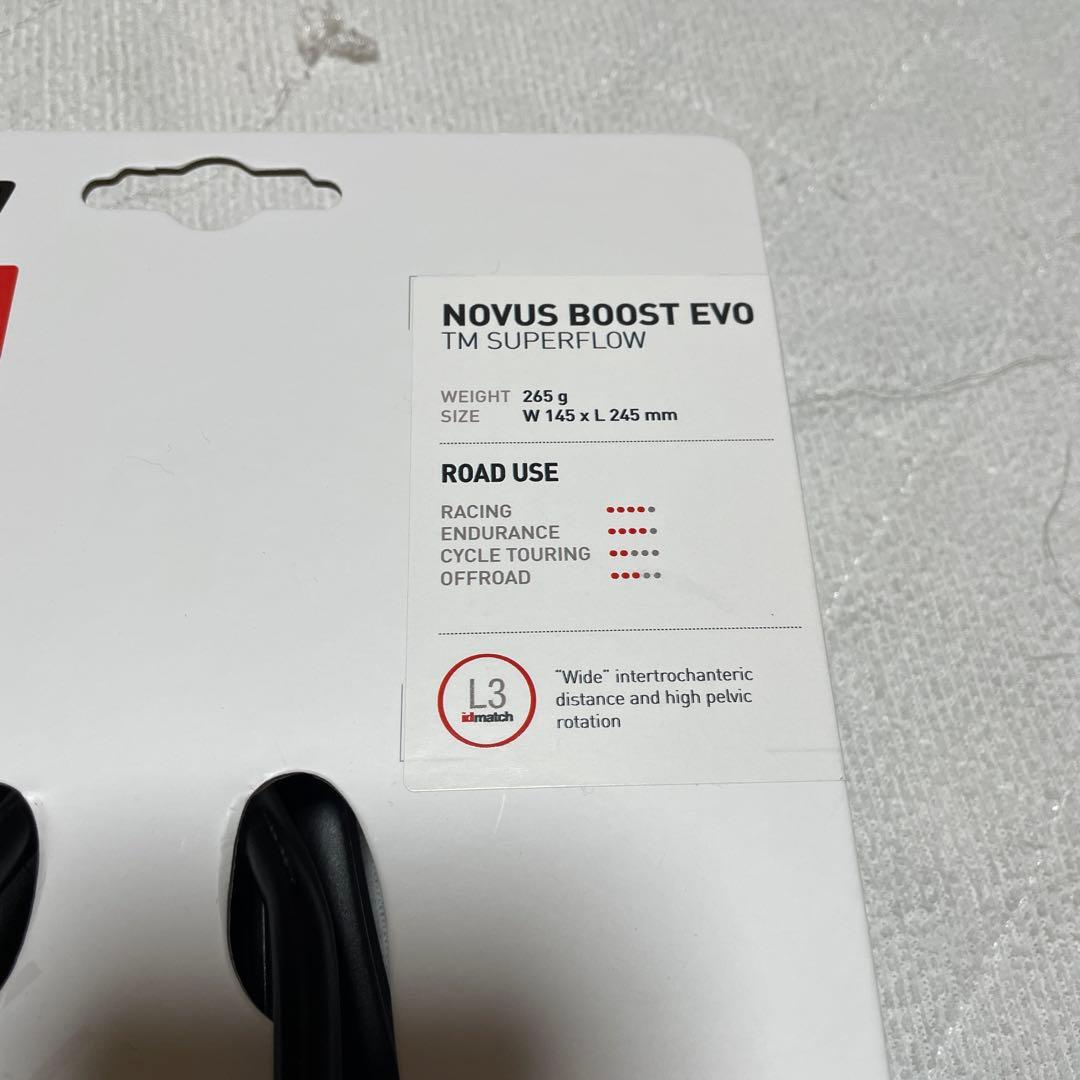 NOVUS BOOST EVO
TM SUPERFLOW
WEIGHT 265 g
SIZE W 145 x L 245 mm
ROAD USE
RACING
ENDURANCE
CYCLE TOURING
OFFROAD
L3
idmatch
"Wide" intertrochanteric
distance and high pelvic
rotation